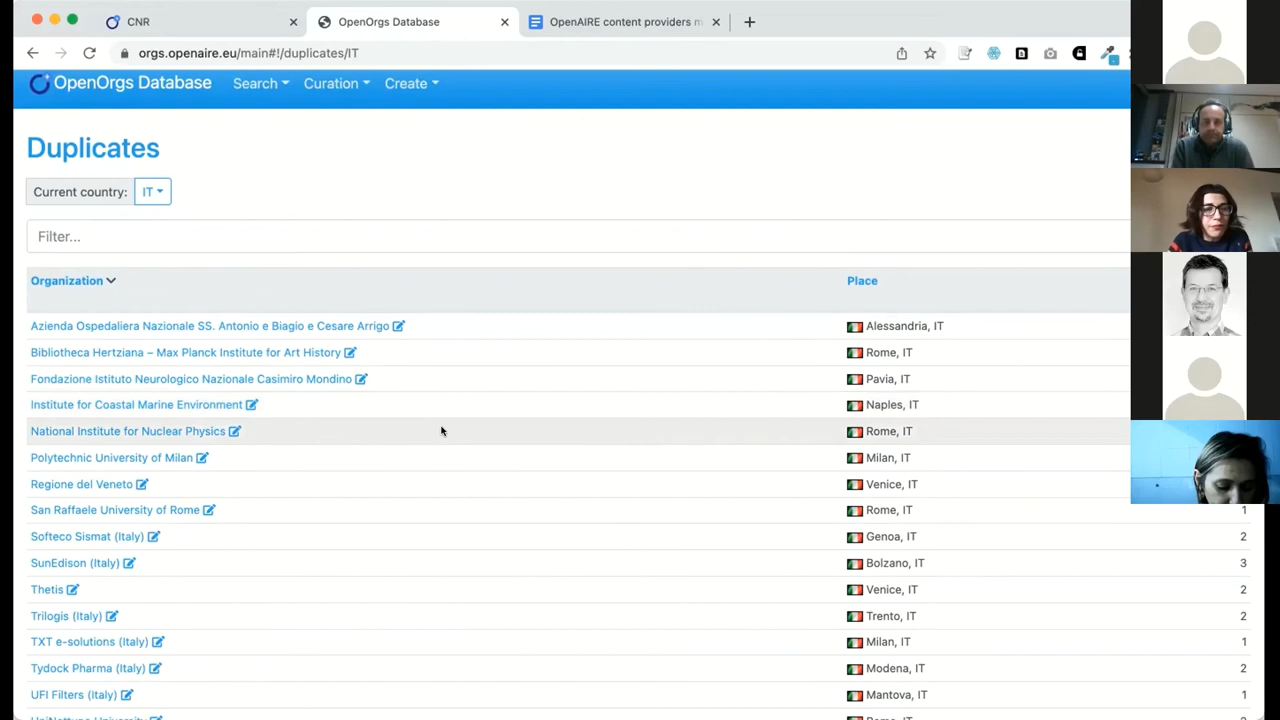 CNR
OpenOrgs Database
OpenAIRE content providers m
orgs.openaire.eu/main#!/duplicates/IT
OpenOrgs Database Search Curation Create
Duplicates
Current country: IT
Filter...
Organization Place
Azienda Ospedaliera Nazionale SS. Antonio e Biagio e Cesare Arrigo Alessandria, IT
Bibliotheca Hertziana – Max Planck Institute for Art History Rome, IT
Fondazione Istituto Neurologico Nazionale Casimiro Mondino Pavia, IT
Institute for Coastal Marine Environment Naples, IT
National Institute for Nuclear Physics Rome, IT
Polytechnic University of Milan Milan, IT
Regione del Veneto Venice, IT
San Raffaele University of Rome Rome, IT 1
Softeco Sismat (Italy) Genoa, IT 2
SunEdison (Italy) Bolzano, IT 3
Thetis Venice, IT 2
Trilogis (Italy) Trento, IT 2
TXT e-solutions (Italy) Milan, IT 1
Tydock Pharma (Italy) Modena, IT 2
UFI Filters (Italy) Mantova, IT 1